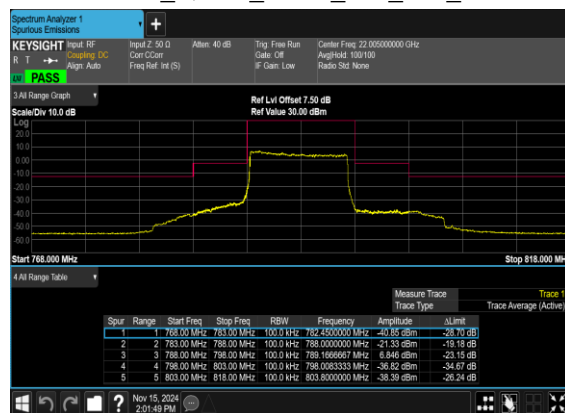 Spectrum Analyzer 1
Spurious Emissions
+
KEYSIGHT Input: RF Input Z: 50 Ω Atten: 40 dB Trig: Free Run Center Freq: 22.005000000 GHz
R T Coupling: DC Corr CCorr Gate: Off Avg|Hold: 100/100
Align: Auto Freq Ref: Int (S) IF Gain: Low Radio Std: None
PASS
3 All Range Graph
Ref Lvl Offset 7.50 dB
Scale/Div 10.0 dB Ref Value 30.00 dBm
Log
20.0
10.0
0.00
-10.0
-20.0
-30.0
-40.0
-50.0
-60.0
Start 768.000 MHz Stop 818.000 MH
4 All Range Table
Measure Trace Trace 1
Trace Type Trace Average (Active)
Spur Range Start Freq Stop Freq RBW Frequency Amplitude ΔLimit
1 1 768.00 MHz 783.00 MHz 100.0 kHz 782.4500000 MHz -40.85 dBm -28.70 dB
2 2 783.00 MHz 788.00 MHz 100.0 kHz 788.0000000 MHz -21.33 dBm -19.18 dB
3 3 788.00 MHz 798.00 MHz 100.0 kHz 789.1666667 MHz 6.846 dBm -23.15 dB
4 4 798.00 MHz 803.00 MHz 100.0 kHz 798.0083333 MHz -36.82 dBm -34.67 dB
5 5 803.00 MHz 818.00 MHz 100.0 kHz 803.8000000 MHz -38.39 dBm -26.24 dB
?
Nov 15, 2024
2:01:49 PM